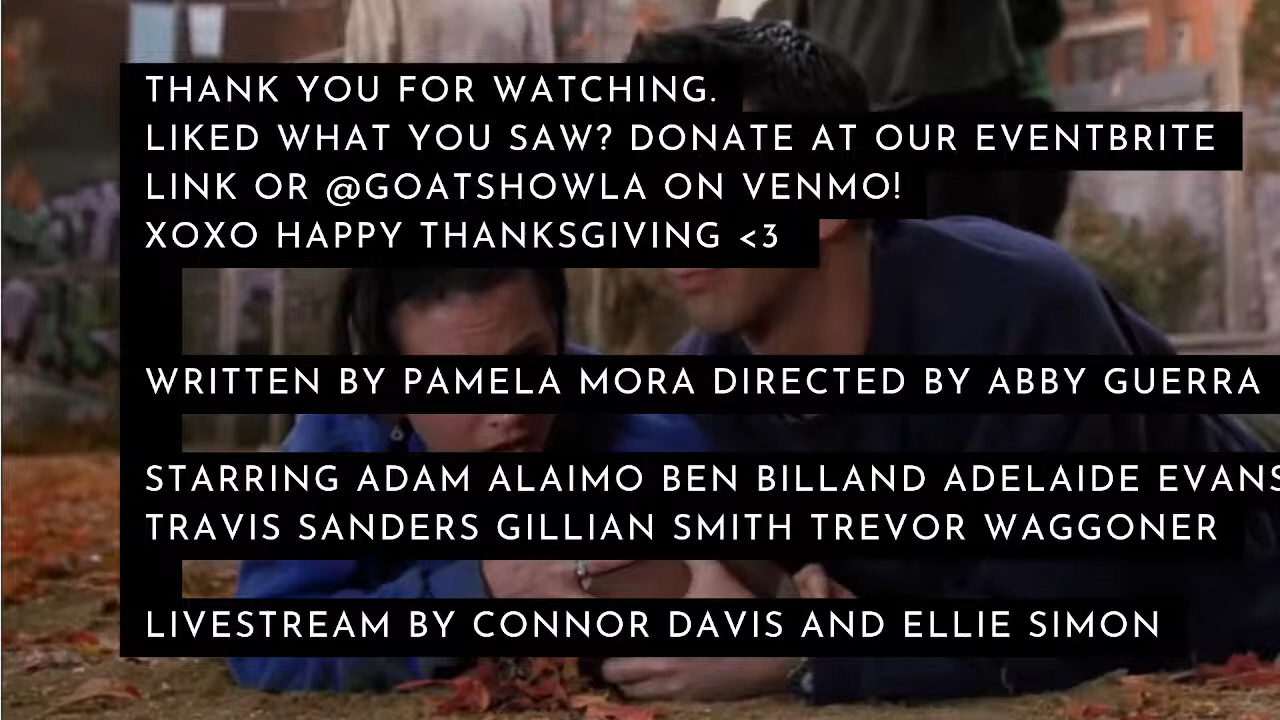 THANK YOU FOR WATCHING.
LIKED WHAT YOU SAW? DONATE AT OUR EVENTBRITE
LINK OR @GOATSHOWLA ON VENMO!
XOXO HAPPY THANKSGIVING <3
WRITTEN BY PAMELA MORA DIRECTED BY ABBY GUERRA
STARRING ADAM ALAIMO BEN BILLAND ADELAIDE EVANS
TRAVIS SANDERS GILLIAN SMITH TREVOR WAGGONER
LIVESTREAM BY CONNOR DAVIS AND ELLIE SIMON